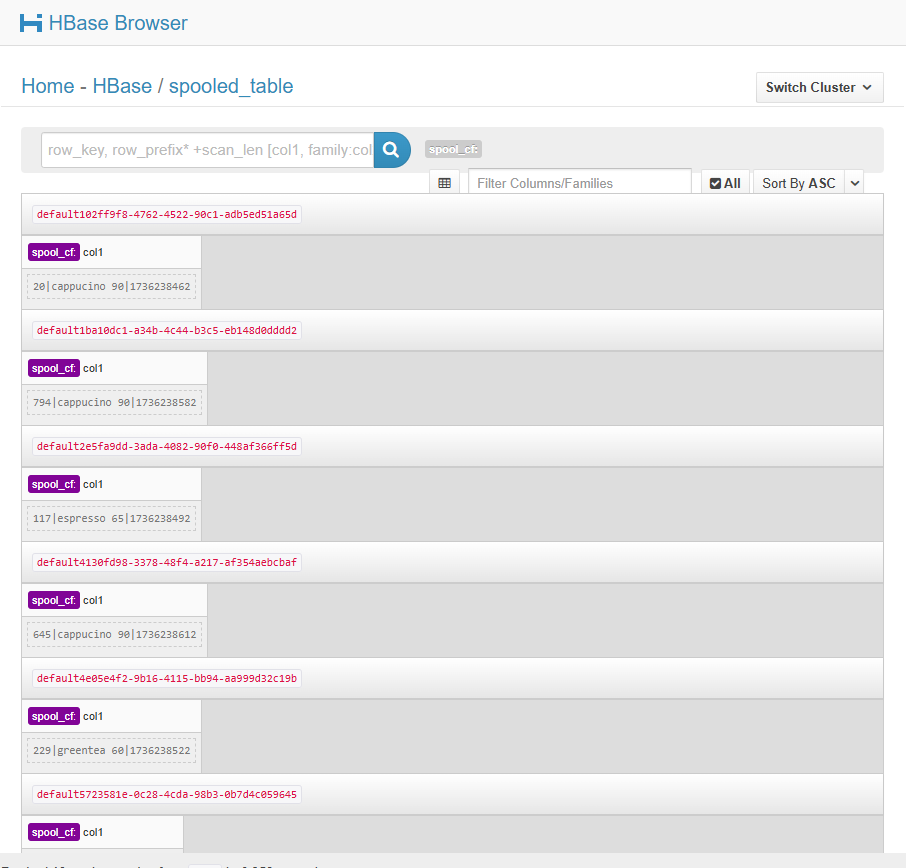 HBase Browser
Home - HBase / spooled_table
Switch Cluster
row_key, row_prefix* +scan_len [col1, family:col
spool_cf:
Filter Columns/Families
All
Sort By ASC
default102ff9f8-4762-4522-90c1-adb5ed51a65d
spool_cf: col1
20|cappucino 90|1736238462
default1ba10dc1-a34b-4c44-b3c5-eb148d0dddd2
spool_cf: col1
794|cappucino 90|1736238582
default2e5fa9dd-3ada-4082-90f0-448af366ff5d
spool_cf: col1
117|espresso 65|1736238492
default4130fd98-3378-48f4-a217-af354aebcbaf
spool_cf: col1
645|cappucino 90|1736238612
default4e05e4f2-9b16-4115-bb94-aa999d32c19b
spool_cf: col1
229|greentea 60|1736238522
default5723581e-0c28-4cda-98b3-0b7d4c059645
spool_cf: col1